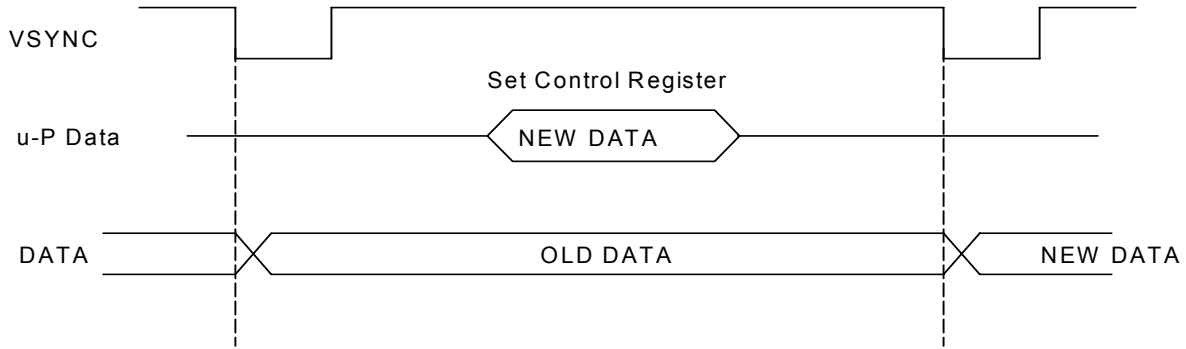 VSYNC
Set Control Register
u-P Data
NEW DATA
DATA
OLD DATA
NEW DATA